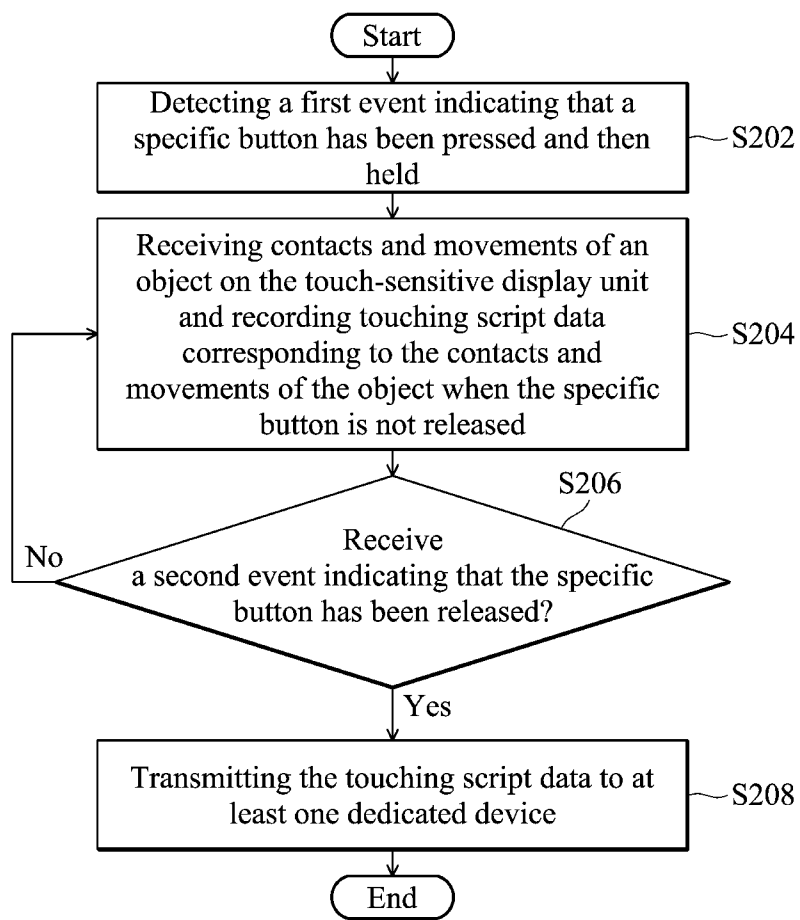 Start
Detecting a first event indicating that a
specific button has been pressed and then
held
S202
Receiving contacts and movements of an
object on the touch-sensitive display unit
and recording touching script data
corresponding to the contacts and
movements of the object when the specific
button is not released
S204
S206
Receive
a second event indicating that the specific
button has been released?
No
Yes
Transmitting the touching script data to at
least one dedicated device
S208
End